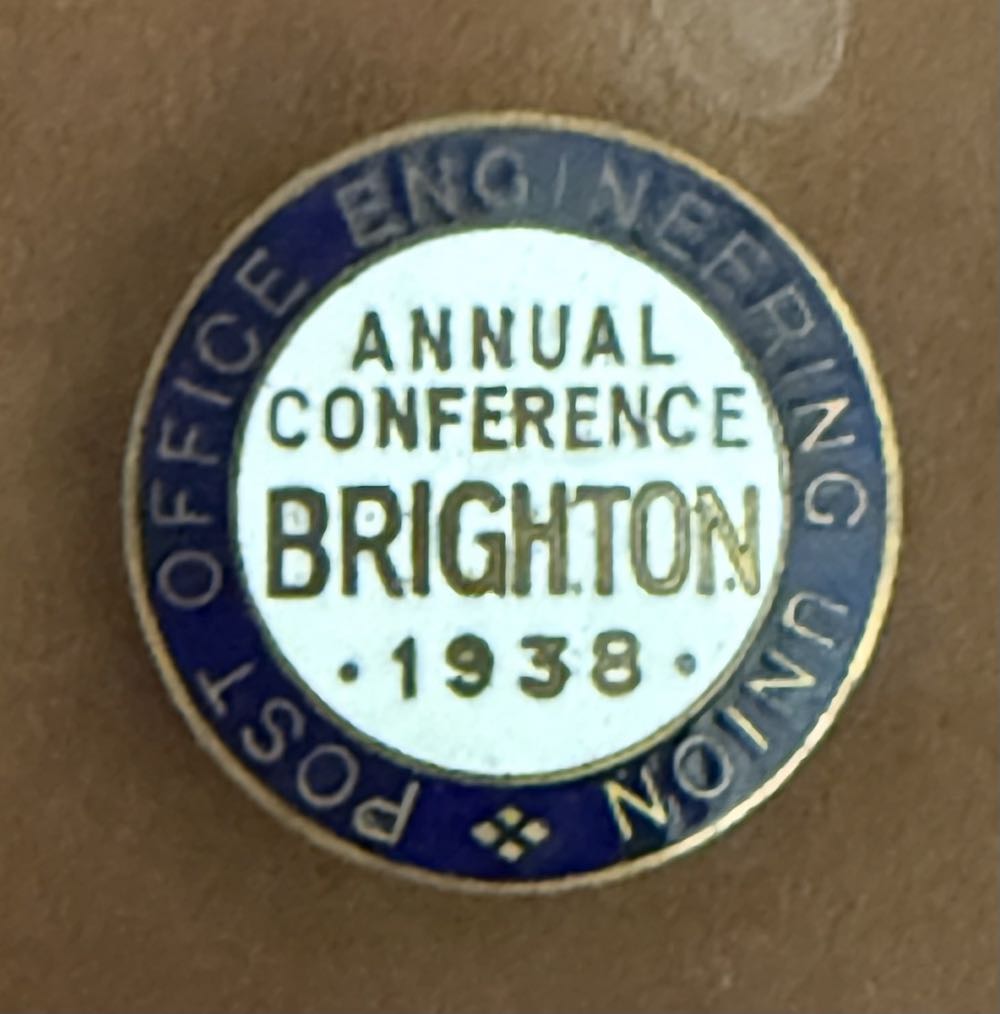 POST OFFICE ENGINEERING UNION
ANNUAL
CONFERENCE
BRIGHTON
· 1938 ·